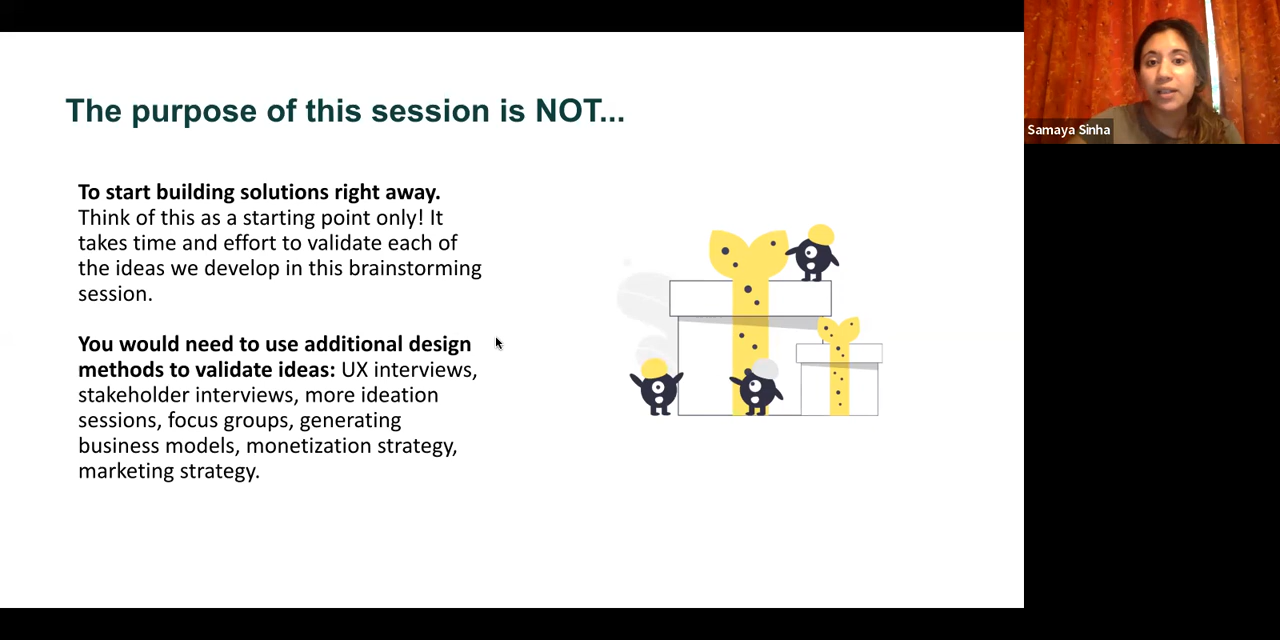 The purpose of this session is NOT...
To start building solutions right away.
Think of this as a starting point only! It
takes time and effort to validate each of
the ideas we develop in this brainstorming
session.
You would need to use additional design
methods to validate ideas: UX interviews,
stakeholder interviews, more ideation
sessions, focus groups, generating
business models, monetization strategy,
marketing strategy.
Samaya Sinha